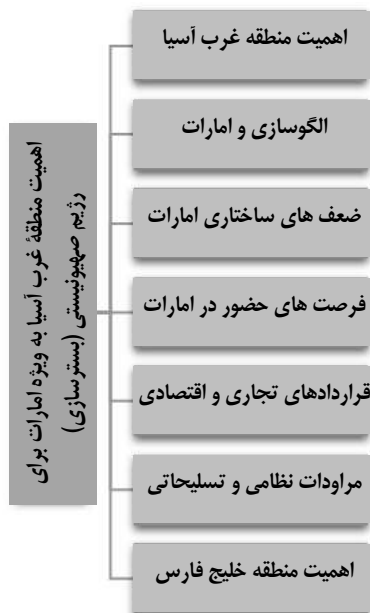 اهمیت منطقهٔ غرب آسیا به ویژه امارات برای
رژیم صهیونیستی (بسترسازی)
اهمیت منطقه غرب آسیا
الگوسازی و امارات
ضعف های ساختاری امارات
فرصت های حضور در امارات
قراردادهای تجاری و اقتصادی
مراودات نظامی و تسلیحاتی
اهمیت منطقه خلیج فارس